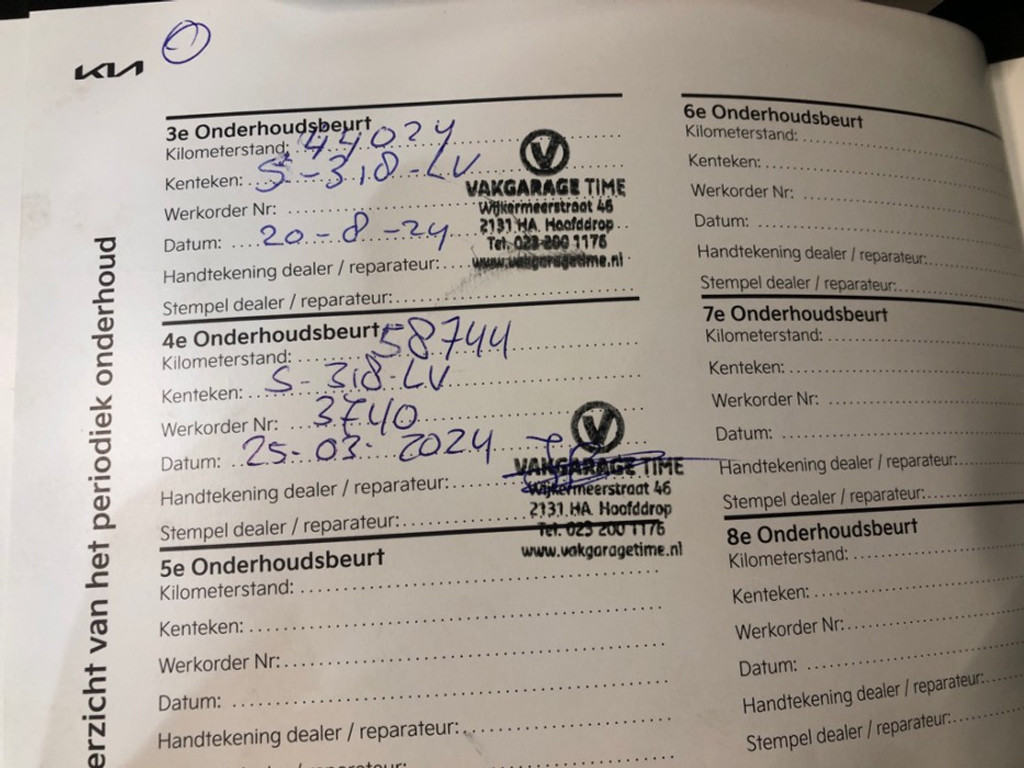 KIA
1
erzicht van het periodiek onderhoud
3e Onderhoudsbeurt
Kilometerstand: 44024
Kenteken: S-318-LV
Werkorder Nr:
Datum: 20-8-24
Handtekening dealer / reparateur:
Stempel dealer / reparateur:
VAKGARAGE TIME
Wijkermeerstraat 46
2131 HA Hoofddrop
Tel. 023-200 1176
www.vakgaragetime.nl
4e Onderhoudsbeurt
Kilometerstand: 58744
Kenteken: S-318-LV
Werkorder Nr: 3740
Datum: 25-03-2024
Handtekening dealer / reparateur:
Stempel dealer / reparateur:
VAKGARAGE TIME
Wijkermeerstraat 46
2131 HA Hoofddrop
Tel. 023 200 1176
www.vakgaragetime.nl
5e Onderhoudsbeurt
Kilometerstand:
Kenteken:
Werkorder Nr:
Datum:
Handtekening dealer / reparateur:
6e Onderhoudsbeurt
Kilometerstand:
Kenteken:
Werkorder Nr:
Datum:
Handtekening dealer / reparateur:
Stempel dealer / reparateur:
7e Onderhoudsbeurt
Kilometerstand:
Kenteken:
Werkorder Nr:
Datum:
Handtekening dealer / reparateur:
Stempel dealer / reparateur:
8e Onderhoudsbeurt
Kilometerstand:
Kenteken:
Werkorder Nr:
Datum:
Handtekening dealer / reparateur:
Stempel dealer / reparateur: